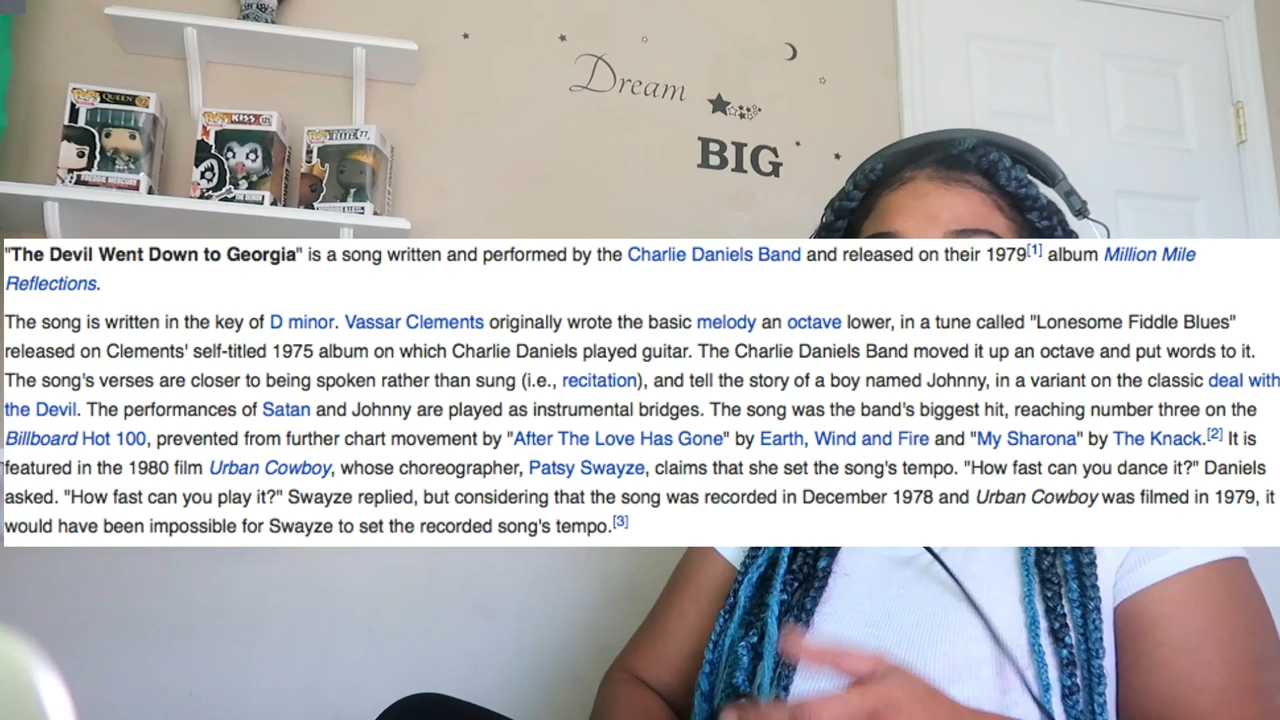 Dream
BIG
QUEEN 92
KISS 121
77
FREDDIE MERCURY
"The Devil Went Down to Georgia" is a song written and performed by the Charlie Daniels Band and released on their 1979[1] album Million Mile
Reflections.
The song is written in the key of D minor. Vassar Clements originally wrote the basic melody an octave lower, in a tune called "Lonesome Fiddle Blues"
released on Clements' self-titled 1975 album on which Charlie Daniels played guitar. The Charlie Daniels Band moved it up an octave and put words to it.
The song's verses are closer to being spoken rather than sung (i.e., recitation), and tell the story of a boy named Johnny, in a variant on the classic deal with
the Devil. The performances of Satan and Johnny are played as instrumental bridges. The song was the band's biggest hit, reaching number three on the
Billboard Hot 100, prevented from further chart movement by "After The Love Has Gone" by Earth, Wind and Fire and "My Sharona" by The Knack.[2] It is
featured in the 1980 film Urban Cowboy, whose choreographer, Patsy Swayze, claims that she set the song's tempo. "How fast can you dance it?" Daniels
asked. "How fast can you play it?" Swayze replied, but considering that the song was recorded in December 1978 and Urban Cowboy was filmed in 1979, it
would have been impossible for Swayze to set the recorded song's tempo.[3]